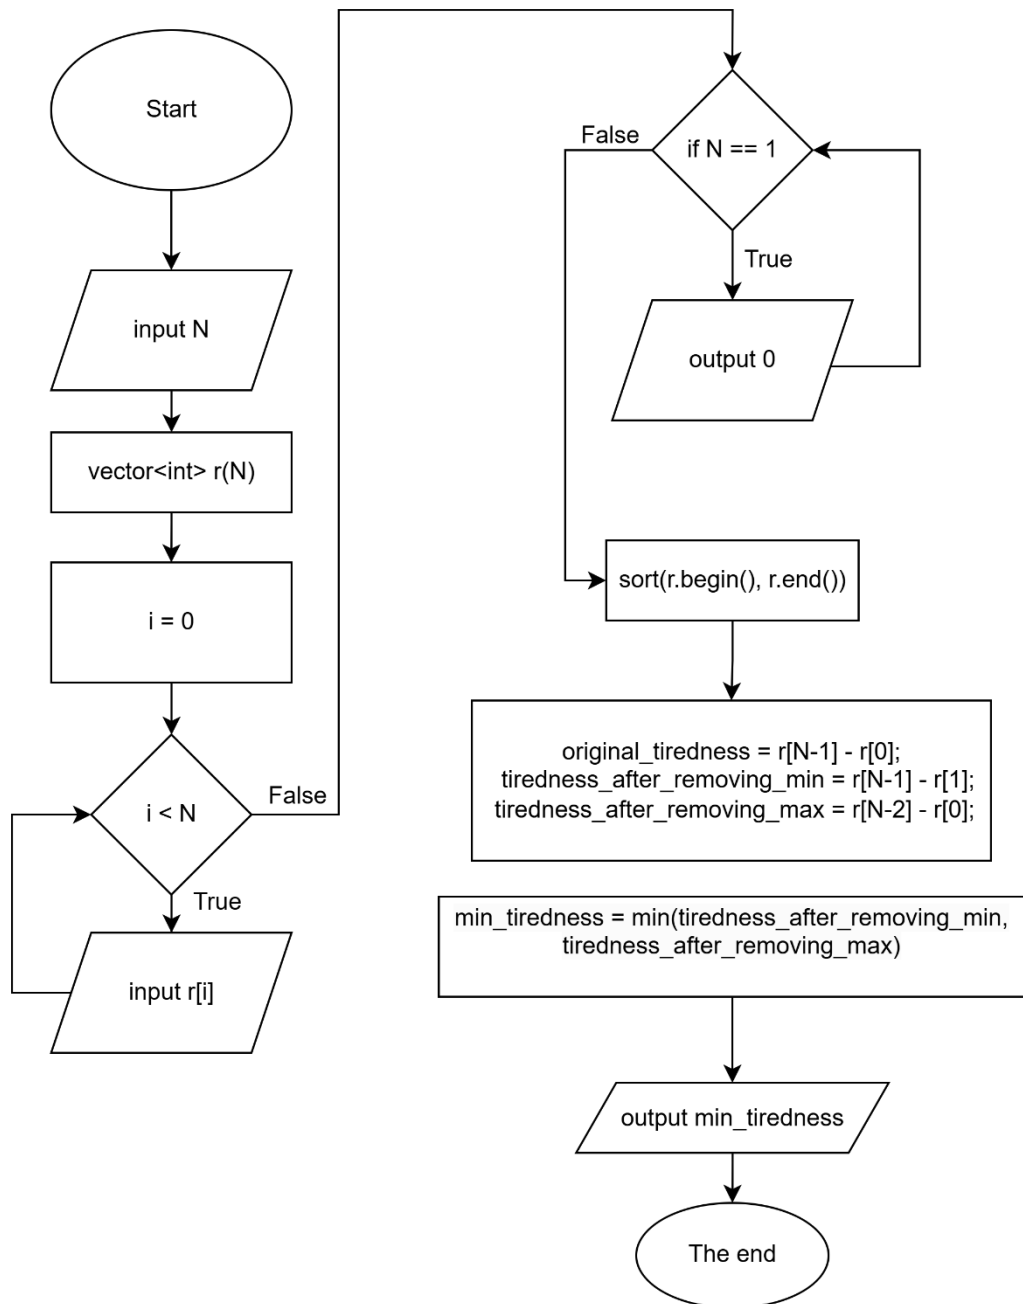 Start
input N
vector<int> r(N)
i = 0
i < N
False
True
input r[i]
if N == 1
False
True
output 0
sort(r.begin(), r.end())
original_tiredness = r[N-1] - r[0];
tiredness_after_removing_min = r[N-1] - r[1];
tiredness_after_removing_max = r[N-2] - r[0];
min_tiredness = min(tiredness_after_removing_min,
tiredness_after_removing_max)
output min_tiredness
The end